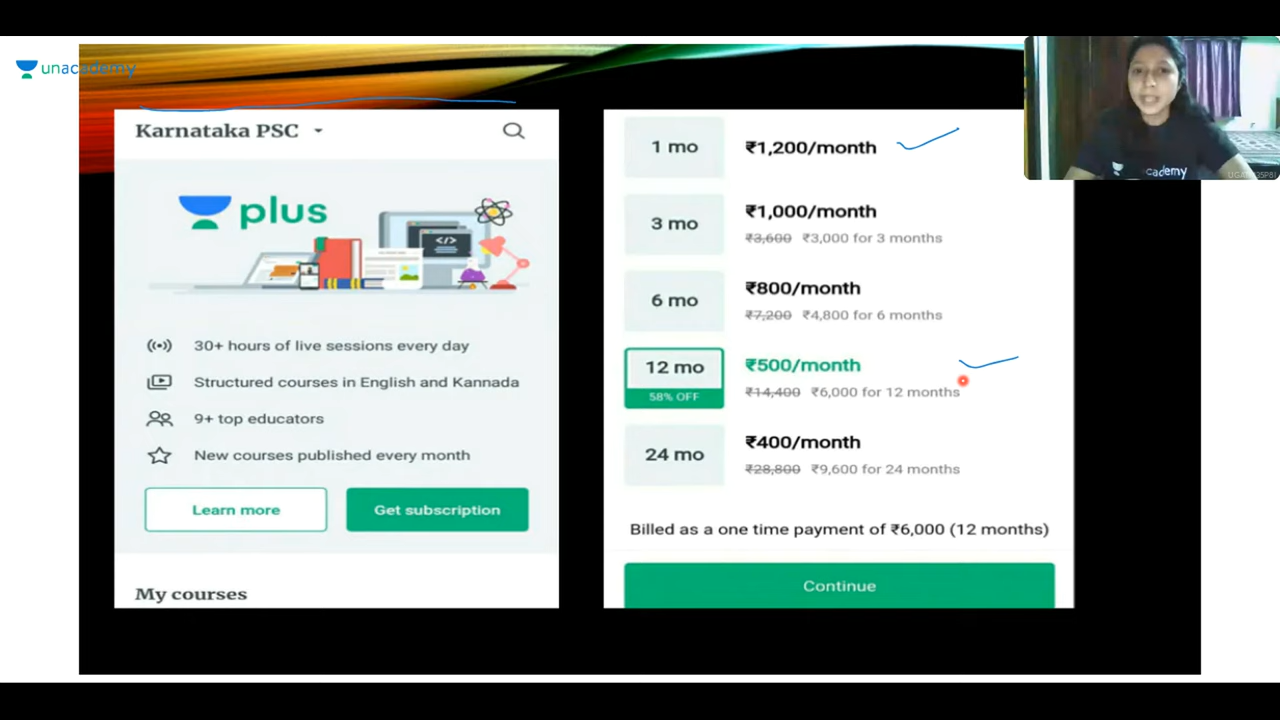 unacademy
Karnataka PSC
plus
</>
30+ hours of live sessions every day
Structured courses in English and Kannada
9+ top educators
New courses published every month
Learn more
Get subscription
My courses
1 mo
₹1,200/month
3 mo
₹1,000/month
₹3,600 ₹3,000 for 3 months
6 mo
₹800/month
₹7,200 ₹4,800 for 6 months
12 mo
58% OFF
₹500/month
₹14,400 ₹6,000 for 12 months
24 mo
₹400/month
₹28,800 ₹9,600 for 24 months
Billed as a one time payment of ₹6,000 (12 months)
Continue